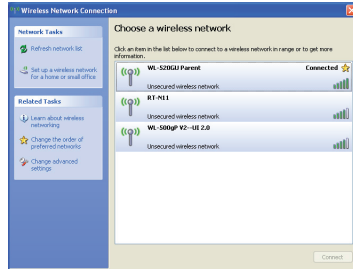 Wireless Network Connection
Network Tasks
Refresh network list
Set up a wireless network
for a home or small office
Related Tasks
Learn about wireless
networking
Change the order of
preferred networks
Change advanced
settings
Choose a wireless network
Click an item in the list below to connect to a wireless network in range or to get more
information.
WL-520GU Parent
Connected
Unsecured wireless network
RT-N11
Unsecured wireless network
WL-500gP V2--UI 2.0
Unsecured wireless network
Connect